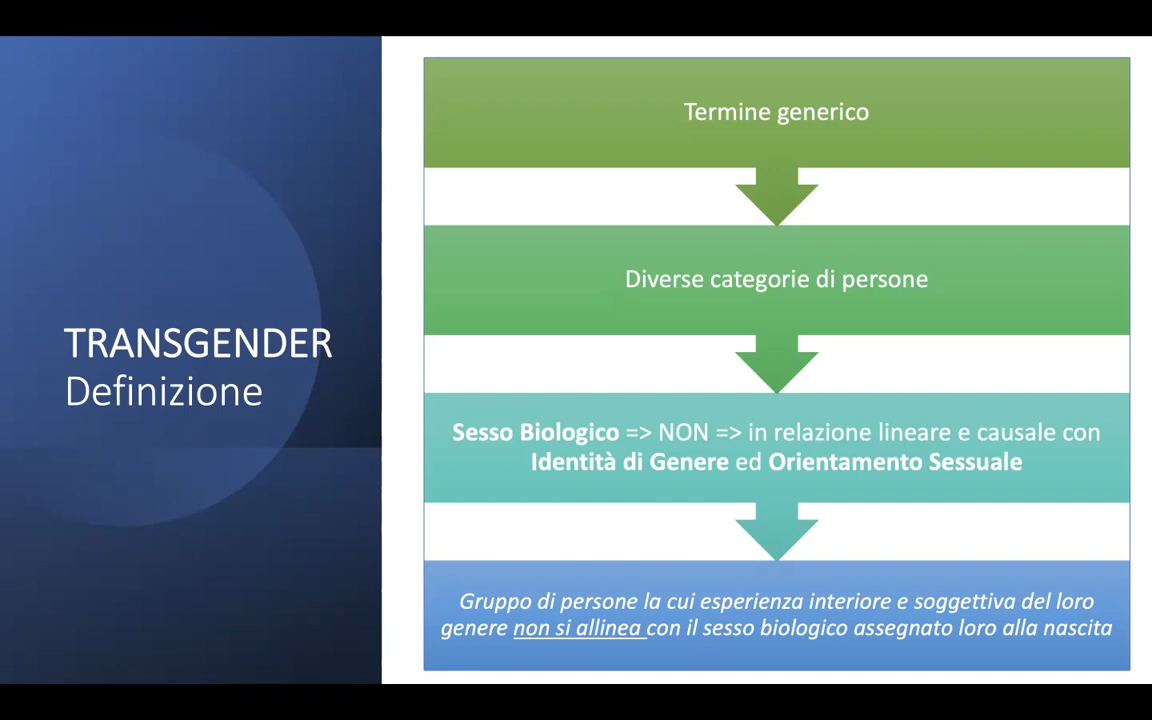 TRANSGENDER
Definizione
Termine generico
Diverse categorie di persone
Sesso Biologico => NON => in relazione lineare e causale con
Identità di Genere ed Orientamento Sessuale
Gruppo di persone la cui esperienza interiore e soggettiva del loro
genere non si allinea con il sesso biologico assegnato loro alla nascita